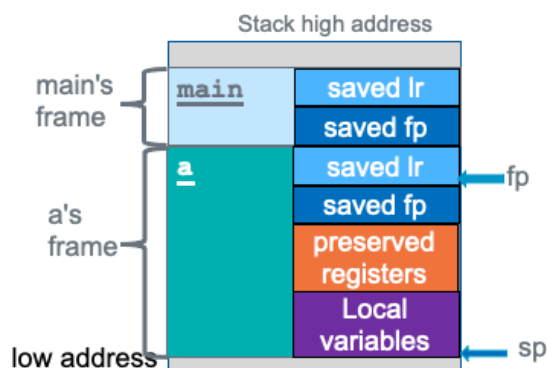 Stack high address
main's
frame
main
saved lr
saved fp
a's
frame
a
saved lr
fp
saved fp
preserved
registers
Local
variables
low address
sp